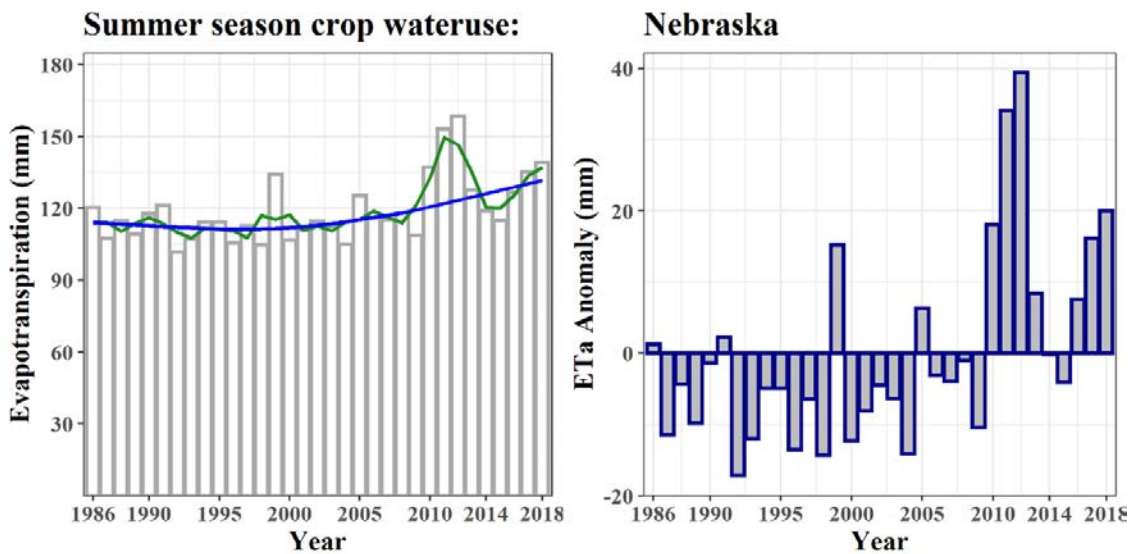 Summer season crop wateruse:
Nebraska
Evapotranspiration (mm)
180
150
120
90
60
30
1986 1990 1995 2000 2005 2010 2014 2018
Year
ETa Anomaly (mm)
40
20
0
-20
1986 1990 1995 2000 2005 2010 2014 2018
Year